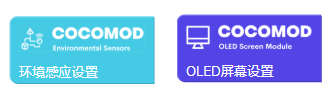 COCOMOD
Environmental Sensors
环境感应设置
COCOMOD
OLED Screen Module
OLED屏幕设置